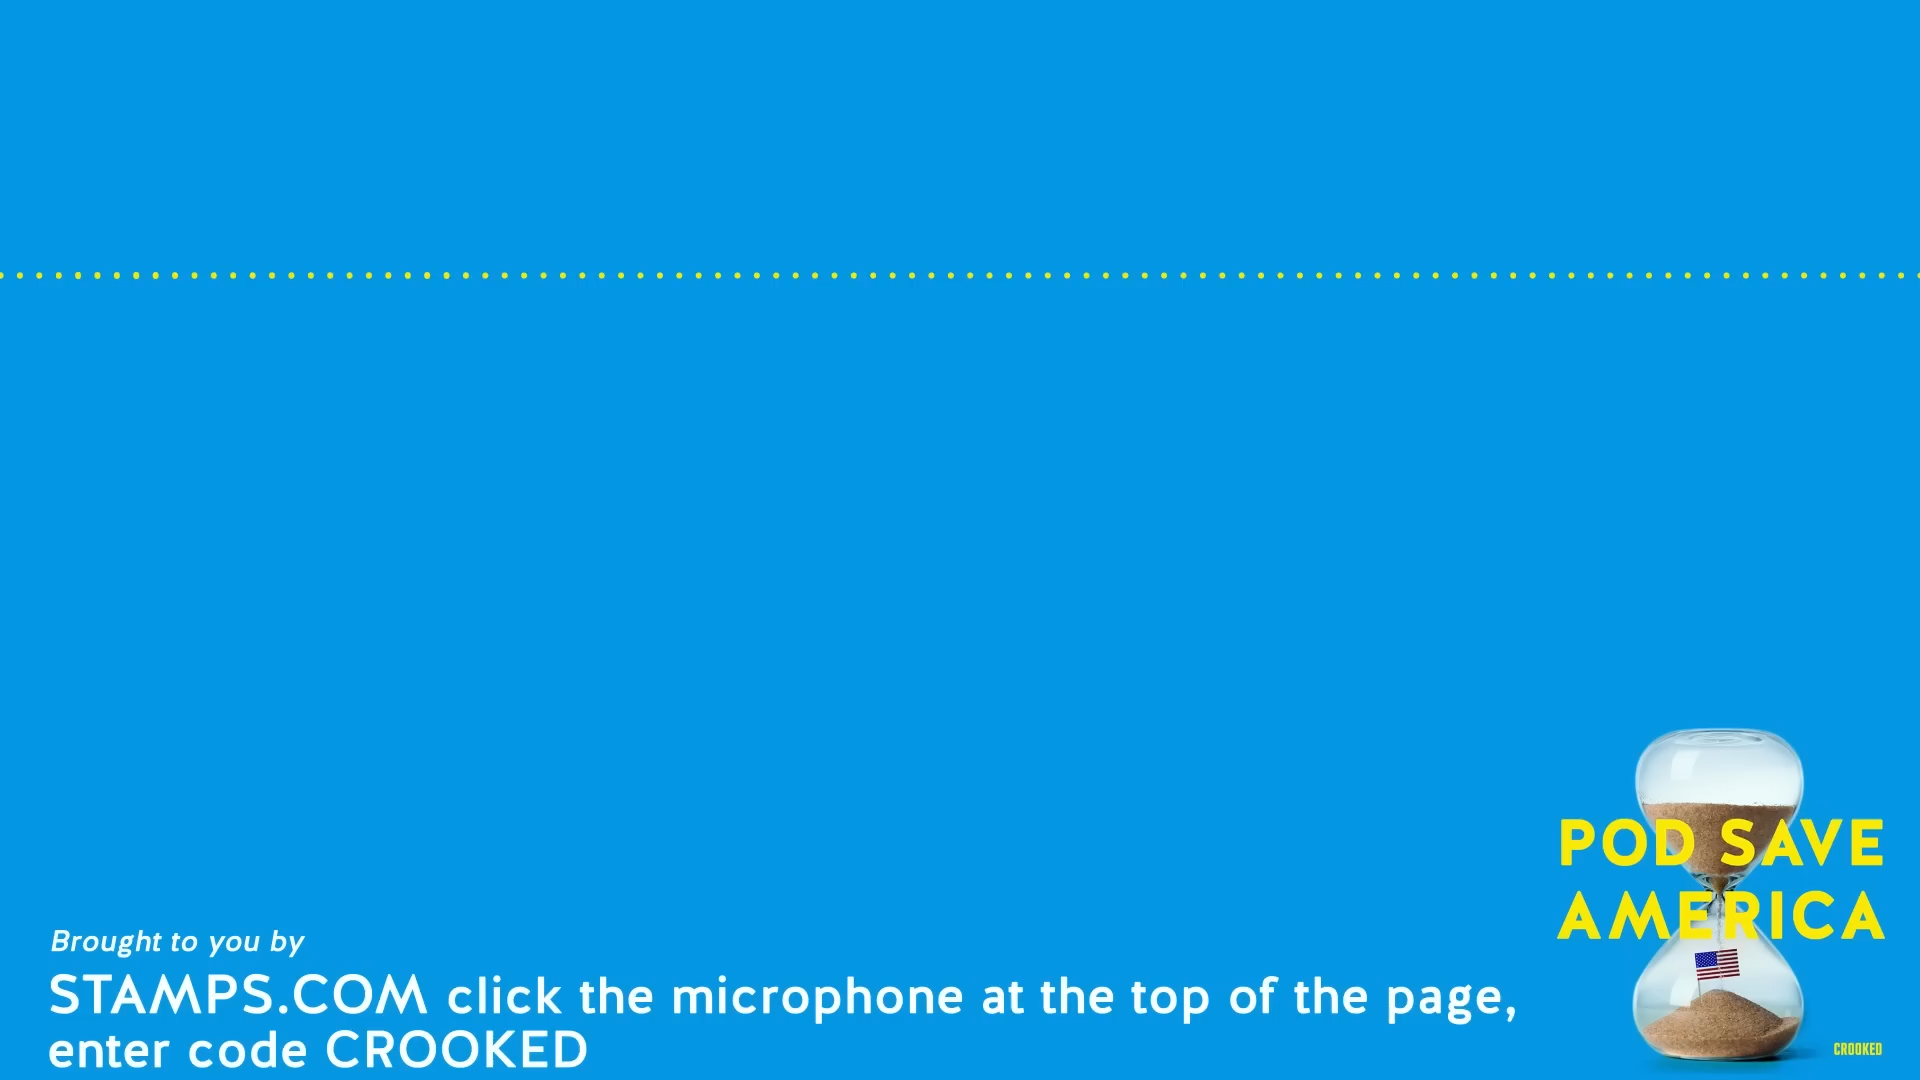 Brought to you by
STAMPS.COM click the microphone at the top of the page,
enter code CROOKED
POD SAVE
AMERICA
CROOKED